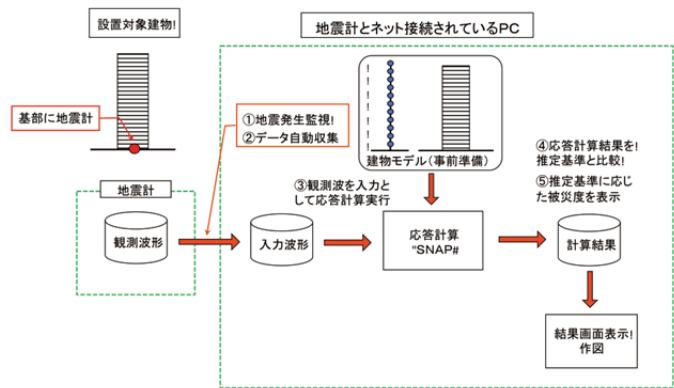 設置対象建物!
地震計とネット接続されているPC
基部に地震計
①地震発生監視!
②データ自動収集
建物モデル(事前準備)
④応答計算結果を!
推定基準と比較!
⑤推定基準に応じ
た被災度を表示
地震計
③観測波を入力と
して応答計算実行
観測波形
入力波形
応答計算
"SNAP#
計算結果
結果画面表示!
作図